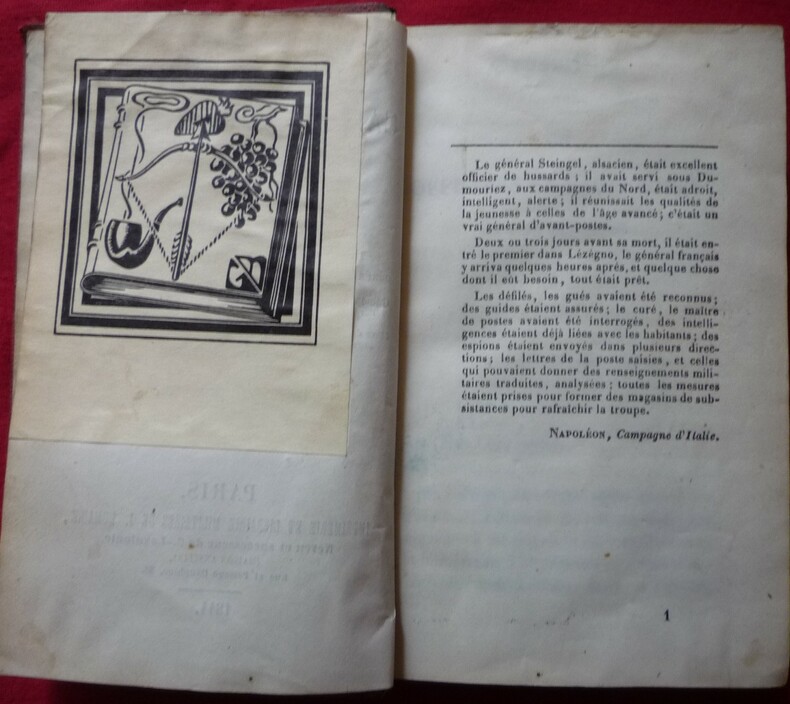 B
PARIS.
1841.
Le général Steingel, alsacien, était excellent
officier de hussards ; il avait servi sous Du-
mouriez, aux campagnes du Nord, était adroit,
intelligent, alerte ; il réunissait les qualités de
la jeunesse à celles de l'âge avancé ; c'était un
vrai général d'avant-postes.
Deux ou trois jours avant sa mort, il était en-
tré le premier dans Lézégno, le général français
y arriva quelques heures après, et quelque chose
dont il eût besoin, tout était prêt.
Les défilés, les gués avaient été reconnus ;
des guides étaient assurés ; le curé, le maître
de postes avaient été interrogés, des intelli-
gences étaient déjà liées avec les habitants ; des
espions étaient envoyés dans plusieurs direc-
tions ; les lettres de la poste saisies, et celles
qui pouvaient donner des renseignements mili-
taires traduites, analysées ; toutes les mesures
étaient prises pour former des magasins de sub-
sistances pour rafraîchir la troupe.
NAPOLÉON, Campagne d'Italie.
1